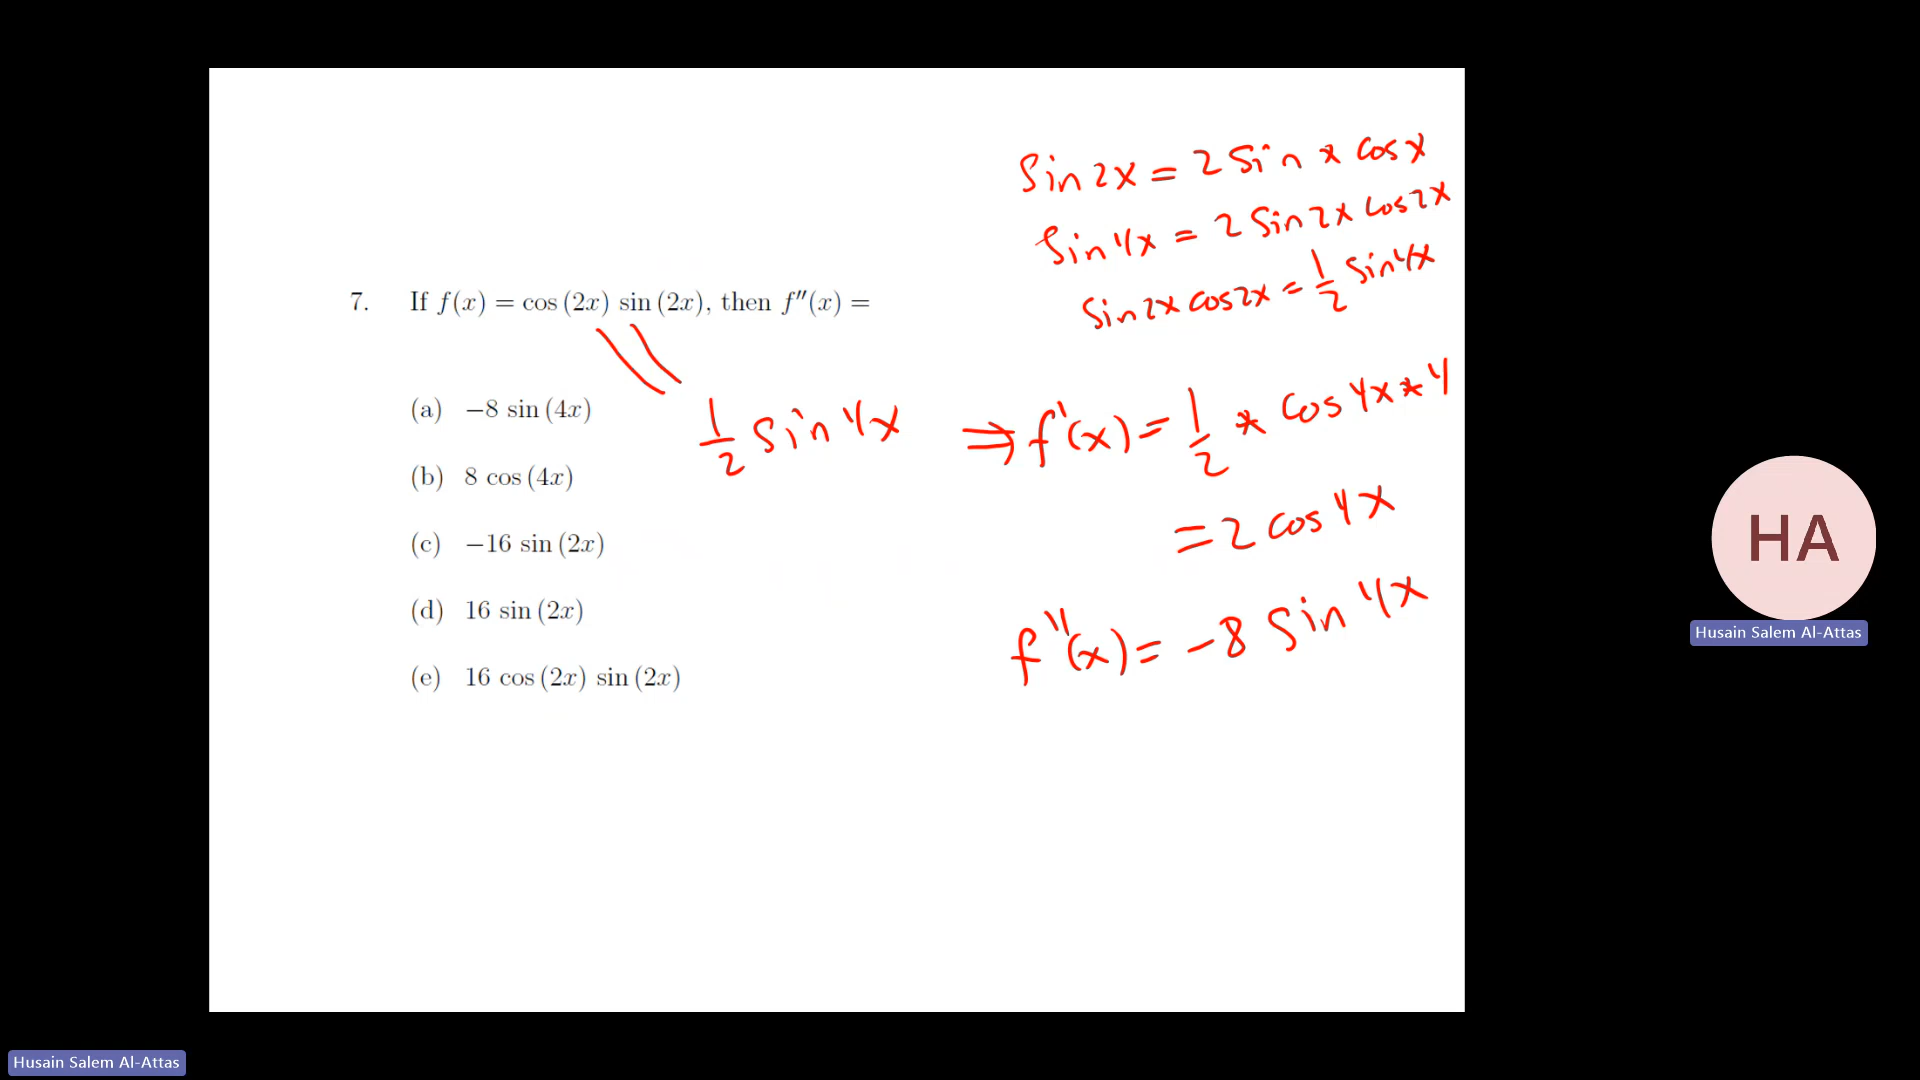 sin 2x = 2 sin x cos x
sin 4x = 2 sin 2x cos 2x
sin 2x cos 2x = 1/2 sin 4x
7. If f(x) = cos (2x) sin (2x), then f″(x) =
1/2 sin 4x ⇒ f'(x) = 1/2 * cos 4x * 4
= 2 cos 4x
f''(x) = -8 sin 4x
(a) −8 sin (4x)
(b) 8 cos (4x)
(c) −16 sin (2x)
(d) 16 sin (2x)
(e) 16 cos (2x) sin (2x)
HA
Husain Salem Al-Attas
Husain Salem Al-Attas